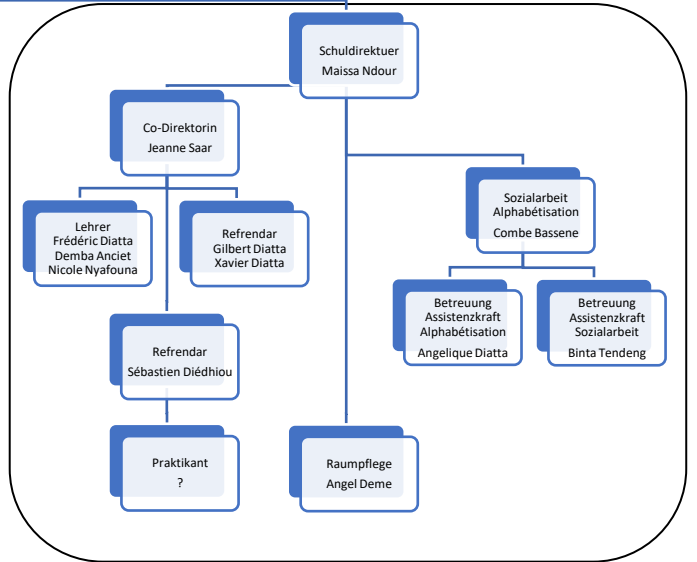 Schuldirektuer
Maissa Ndour
Co-Direktorin
Jeanne Saar
Lehrer
Frédéric Diatta
Demba Anciet
Nicole Nyafouna
Refrendar
Gilbert Diatta
Xavier Diatta
Refrendar
Sébastien Diédhiou
Praktikant
?
Raumpflege
Angel Deme
Sozialarbeit
Alphabétisation
Combe Bassene
Betreuung
Assistenzkraft
Alphabétisation
Angelique Diatta
Betreuung
Assistenzkraft
Sozialarbeit
Binta Tendeng